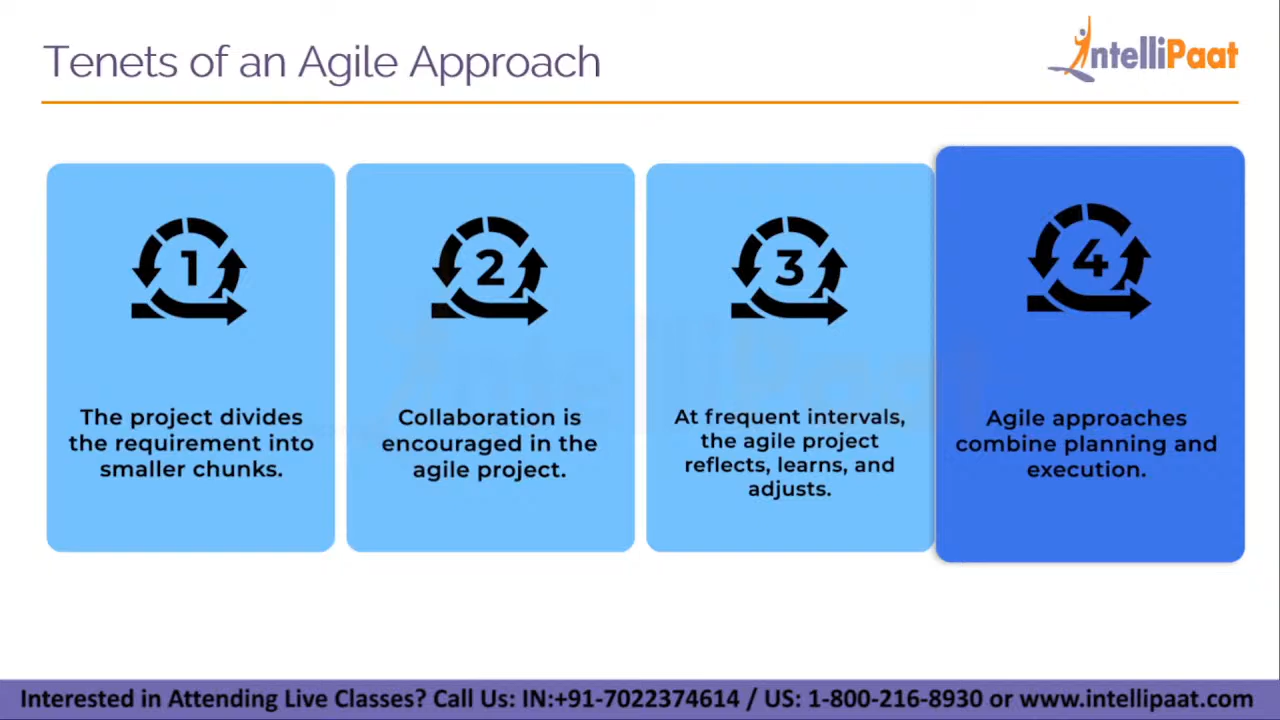 Tenets of an Agile Approach
IntelliPaat
1
The project divides
the requirement into
smaller chunks.
2
Collaboration is
encouraged in the
agile project.
3
At frequent intervals,
the agile project
reflects, learns, and
adjusts.
4
Agile approaches
combine planning and
execution.
IntelliPaat
Interested in Attending Live Classes? Call Us: IN:+91-7022374614 / US: 1-800-216-8930 or www.intellipaat.com